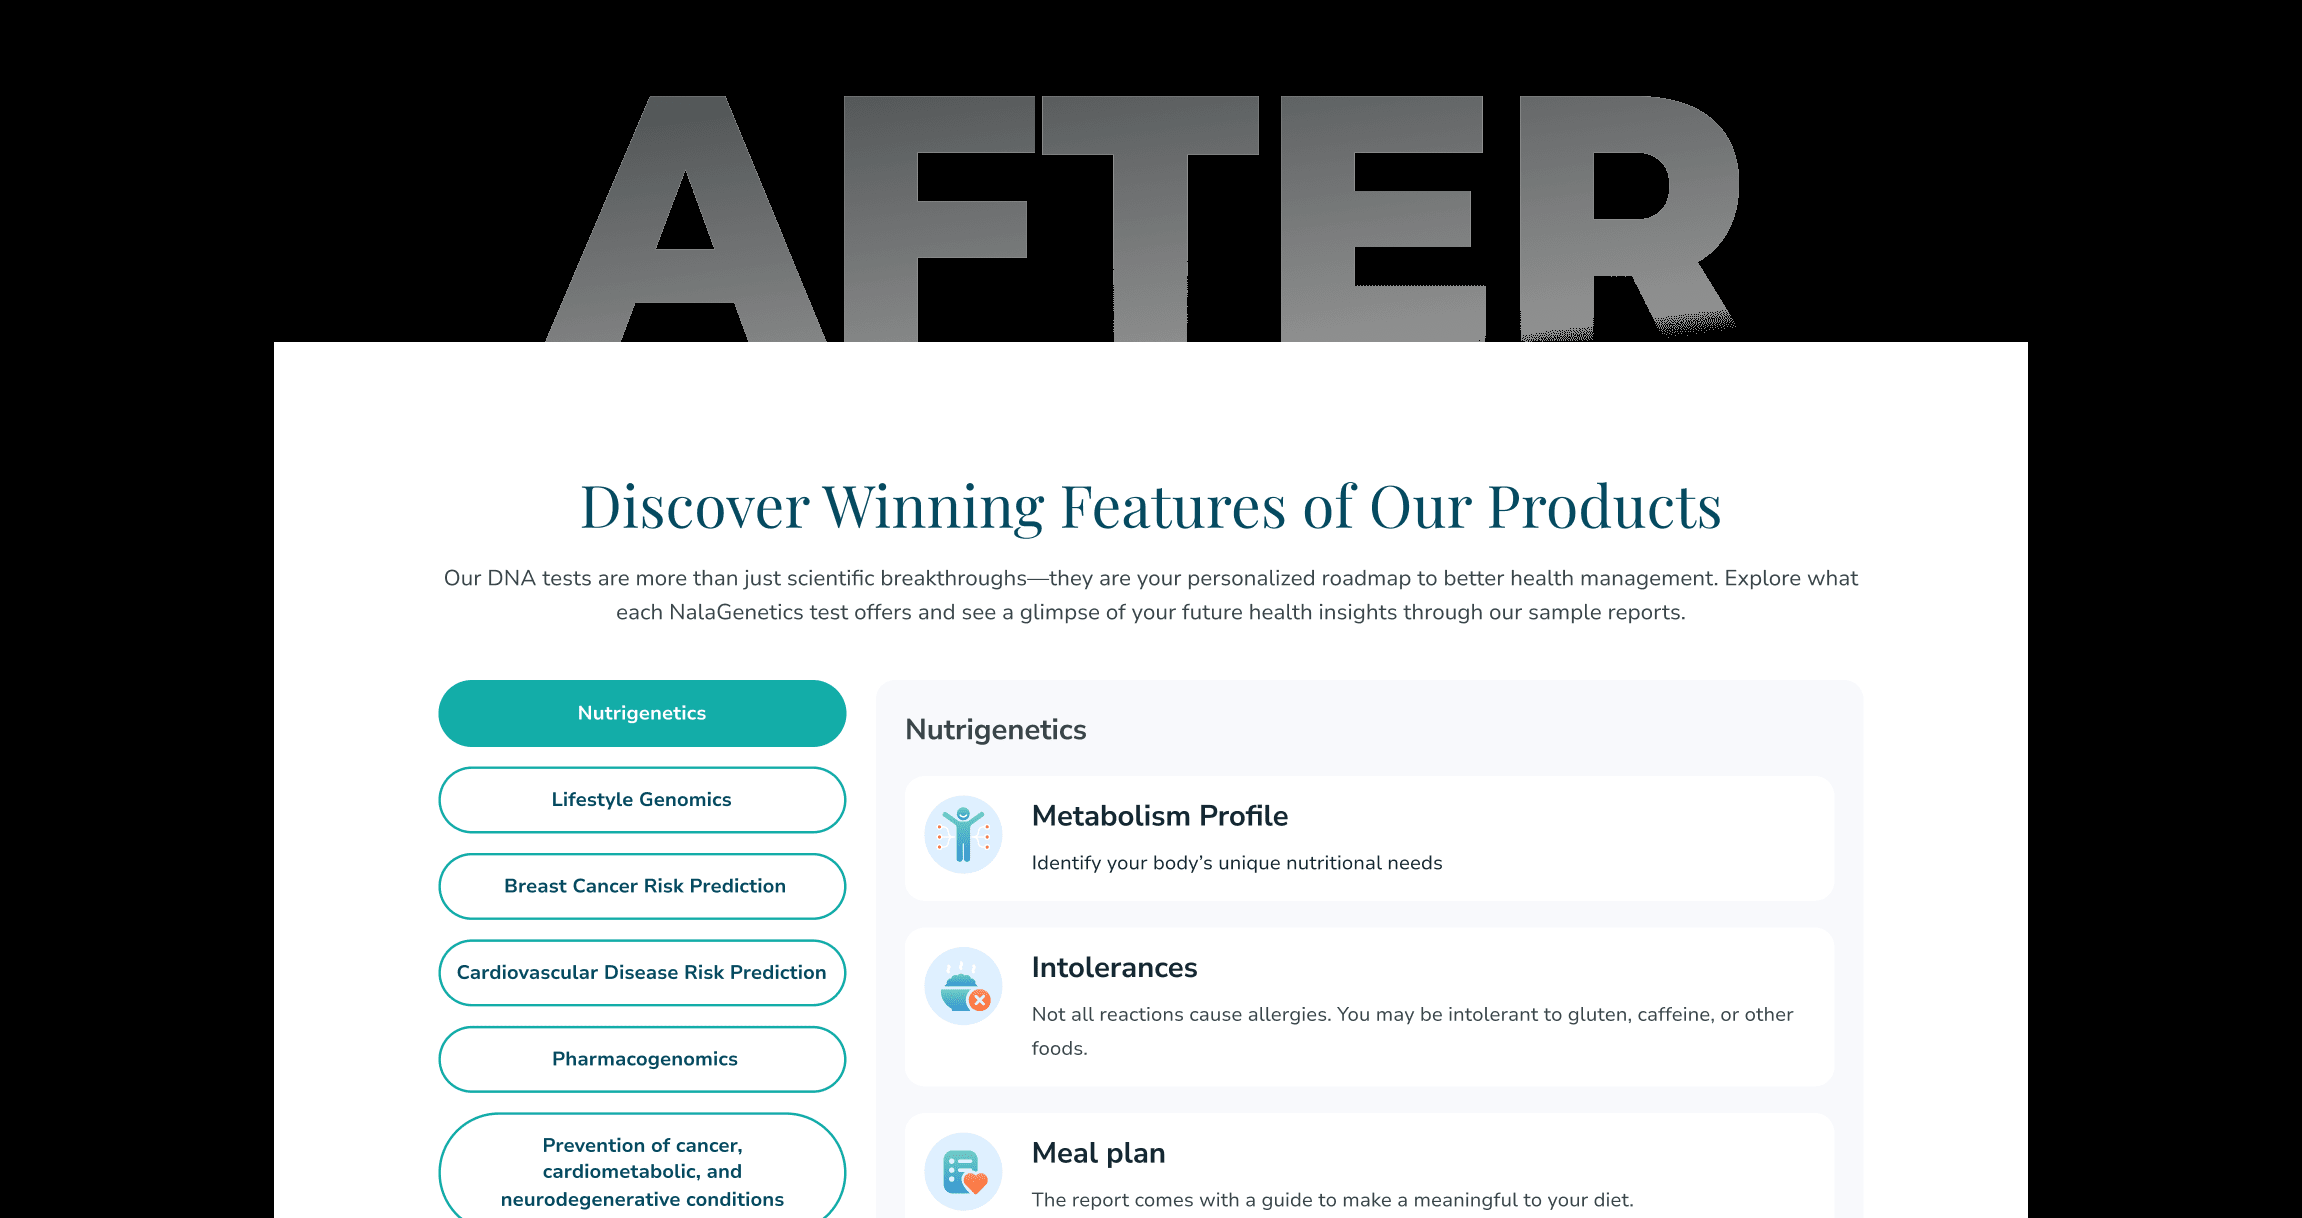 AFTER
Discover Winning Features of Our Products
Our DNA tests are more than just scientific breakthroughs—they are your personalized roadmap to better health management. Explore what
each NalaGenetics test offers and see a glimpse of your future health insights through our sample reports.
Nutrigenetics
Lifestyle Genomics
Breast Cancer Risk Prediction
Cardiovascular Disease Risk Prediction
Pharmacogenomics
Prevention of cancer,
cardiometabolic, and
neurodegenerative conditions
Nutrigenetics
Metabolism Profile
Identify your body’s unique nutritional needs
Intolerances
Not all reactions cause allergies. You may be intolerant to gluten, caffeine, or other
foods.
Meal plan
The report comes with a guide to make a meaningful to your diet.